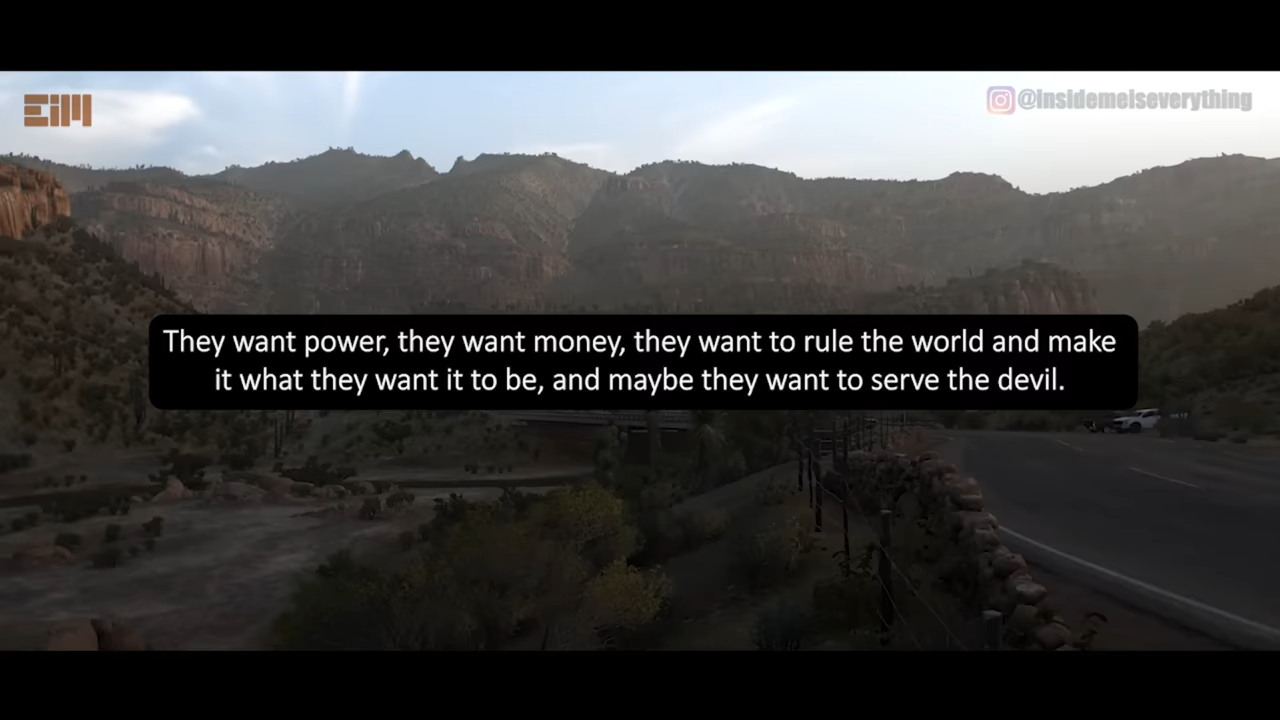 EiM
@insidemeiseverything
They want power, they want money, they want to rule the world and make
it what they want it to be, and maybe they want to serve the devil.